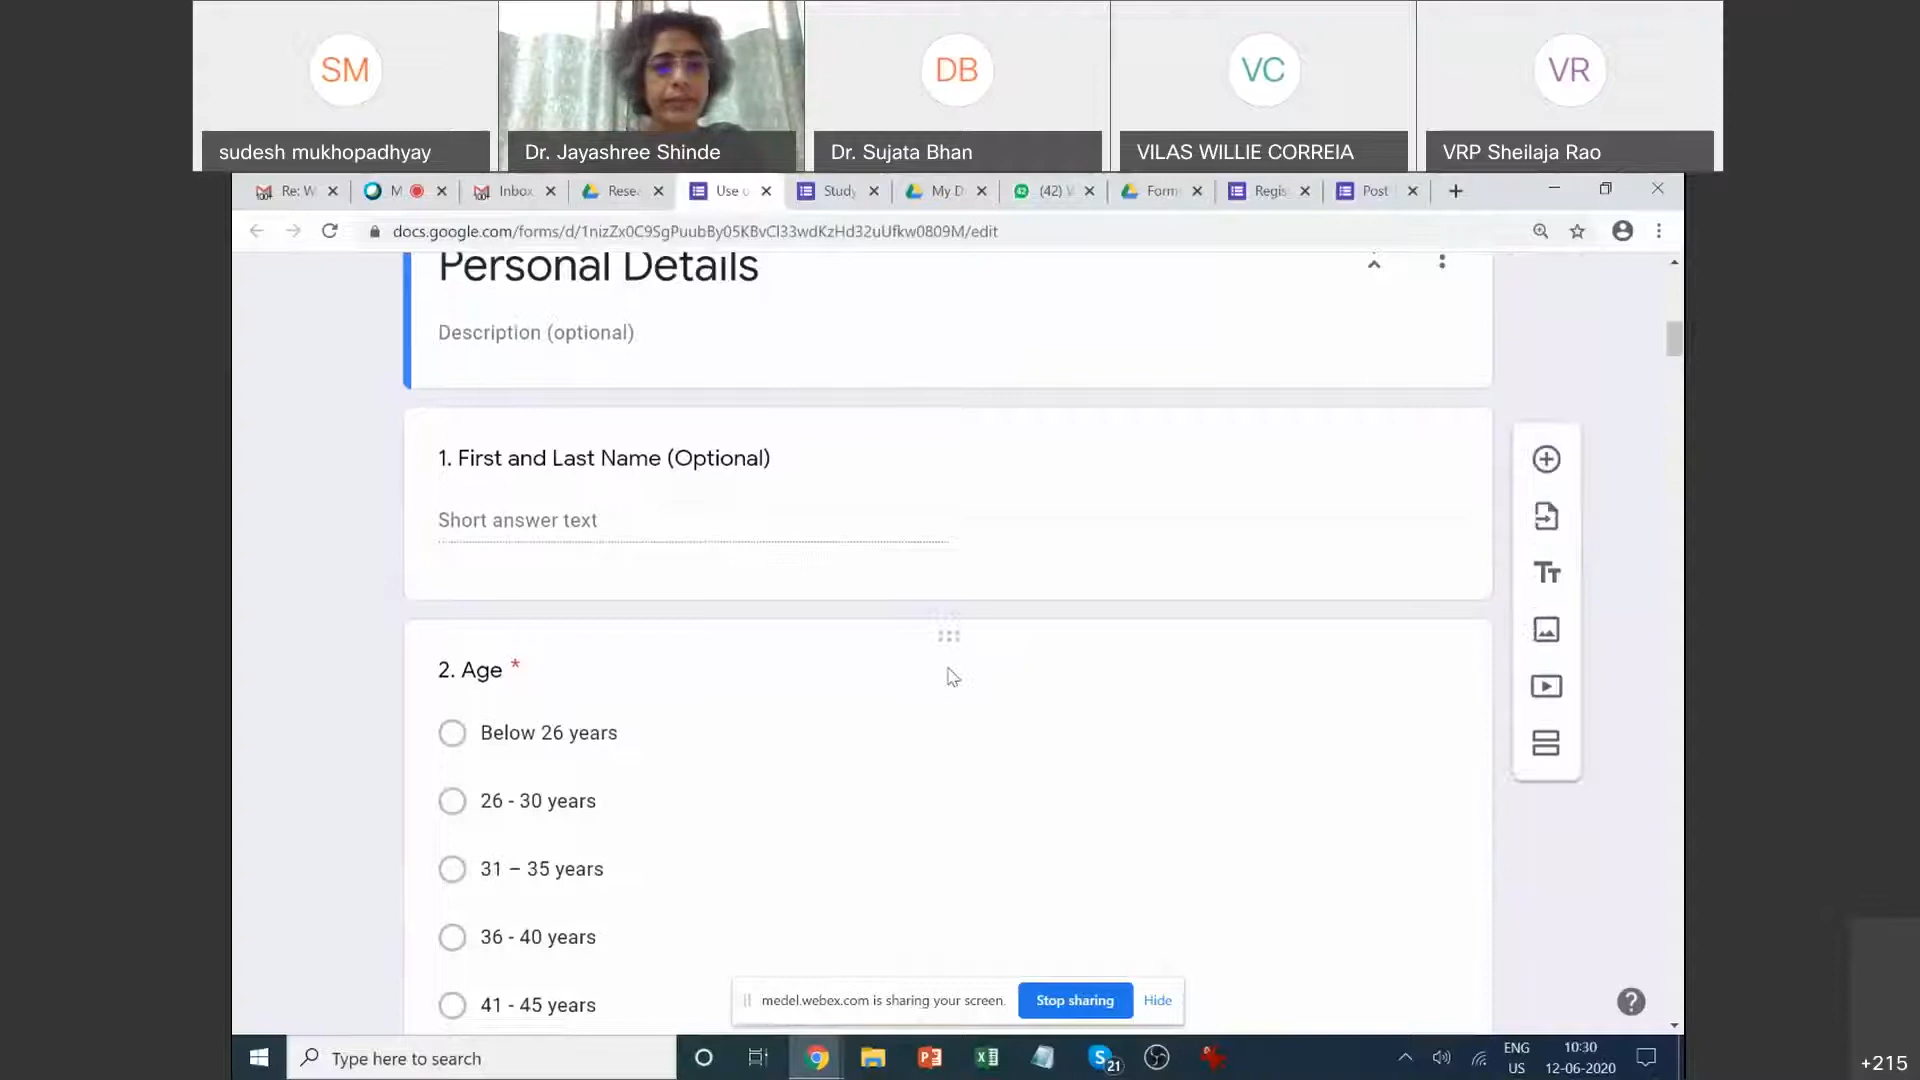 SM
DB
VC
VR
sudesh mukhopadhyay
Dr. Jayashree Shinde
Dr. Sujata Bhan
VILAS WILLIE CORREIA
VRP Sheilaja Rao
Re: W
M
Inbox
Rese
Use o
Study
My D
(42)
Form
Regis
Post
docs.google.com/forms/d/1nizZx0C9SgPuubBy05KBvCl33wdKzHd32uUfkw0809M/edit
Personal Details
Description (optional)
1. First and Last Name (Optional)
Short answer text
2. Age *
Below 26 years
26 - 30 years
31 – 35 years
36 - 40 years
41 - 45 years
medel.webex.com is sharing your screen.
Stop sharing
Hide
Type here to search
21
ENG
US
10:30
12-06-2020
+215